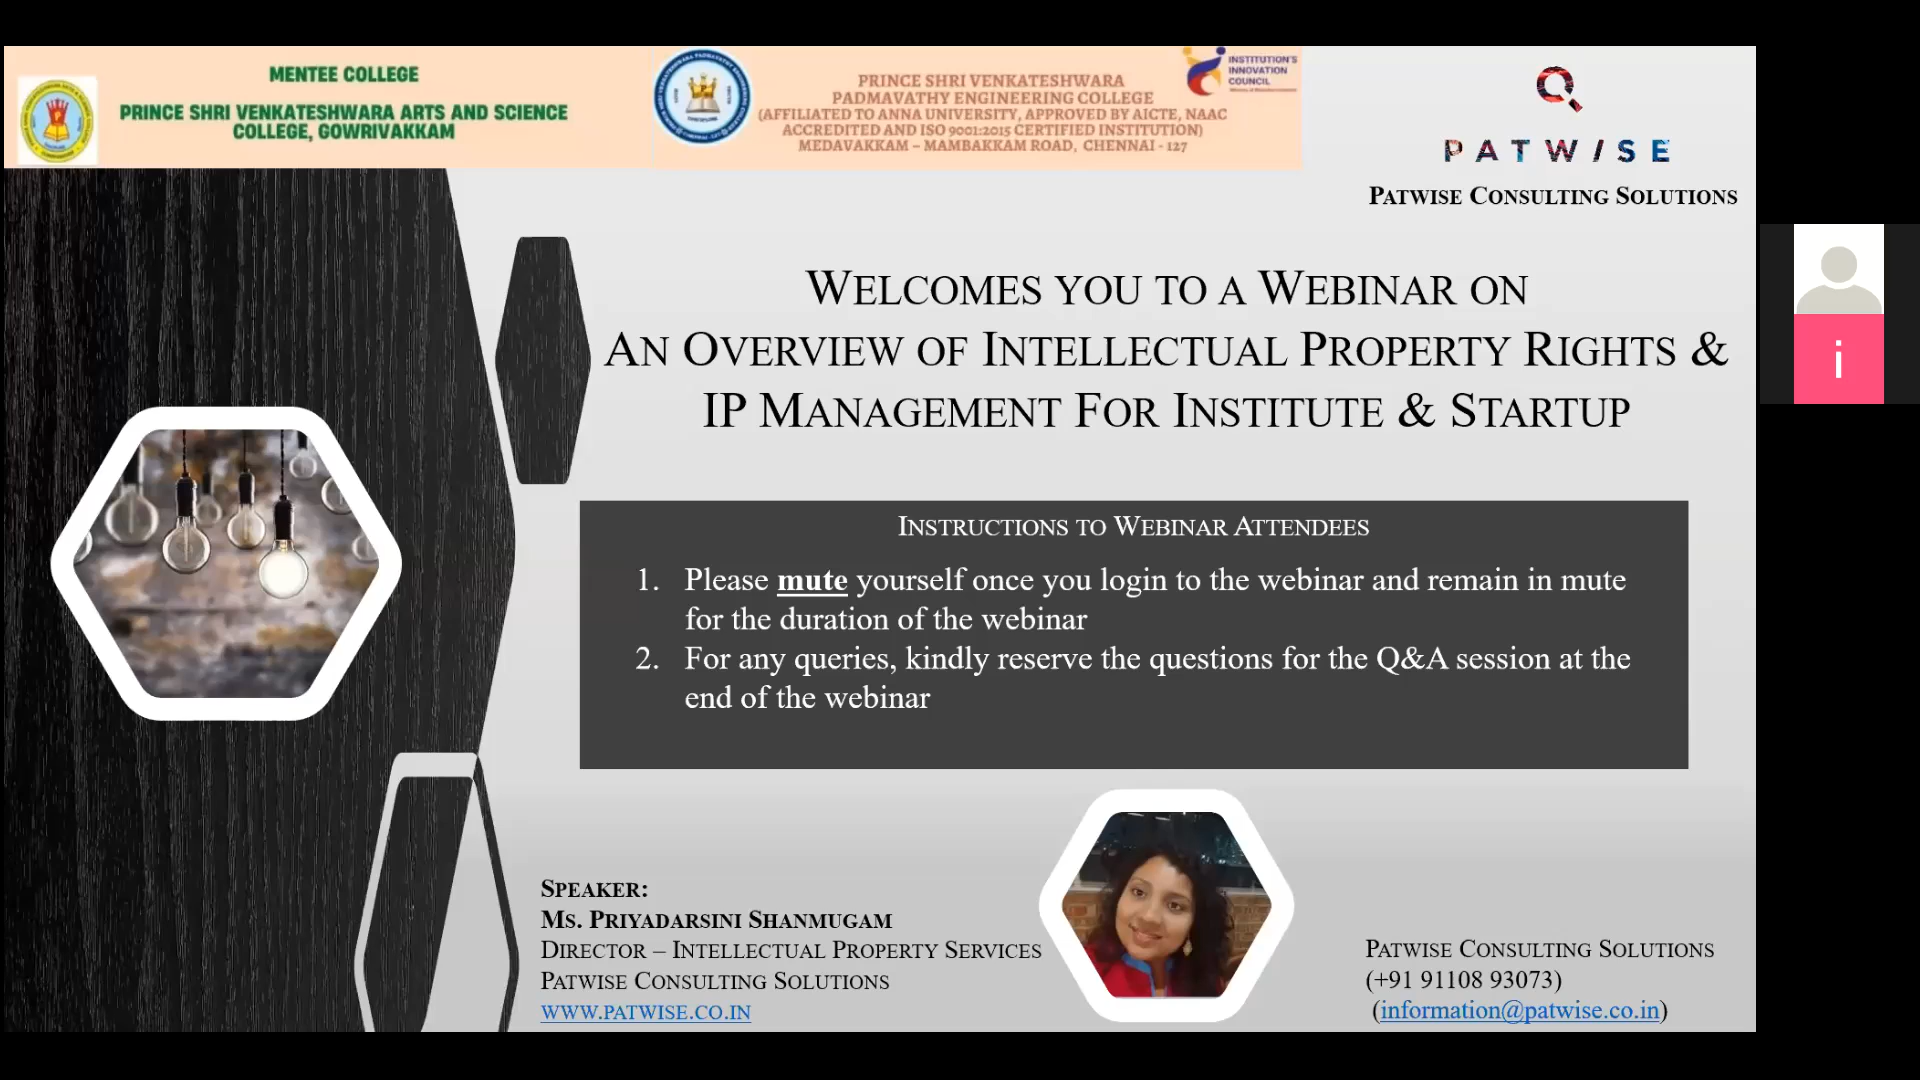 MENTEE COLLEGE
PRINCE SHRI VENKATESHWARA ARTS AND SCIENCE
COLLEGE, GOWRIVAKKAM
PRINCE SHRI VENKATESHWARA
PADMAVATHY ENGINEERING COLLEGE
(AFFILIATED TO ANNA UNIVERSITY, APPROVED BY AICTE, NAAC
ACCREDITED AND ISO 9001:2015 CERTIFIED INSTITUTION)
MEDAVAKKAM – MAMBAKKAM ROAD, CHENNAI - 127
INSTITUTION'S
INNOVATION
COUNCIL
PATWISE
PATWISE CONSULTING SOLUTIONS
WELCOMES YOU TO A WEBINAR ON
AN OVERVIEW OF INTELLECTUAL PROPERTY RIGHTS &
IP MANAGEMENT FOR INSTITUTE & STARTUP
i
INSTRUCTIONS TO WEBINAR ATTENDEES
1. Please mute yourself once you login to the webinar and remain in mute
for the duration of the webinar
2. For any queries, kindly reserve the questions for the Q&A session at the
end of the webinar
SPEAKER:
MS. PRIYADARSINI SHANMUGAM
DIRECTOR – INTELLECTUAL PROPERTY SERVICES
PATWISE CONSULTING SOLUTIONS
WWW.PATWISE.CO.IN
PATWISE CONSULTING SOLUTIONS
(+91 91108 93073)
(information@patwise.co.in)